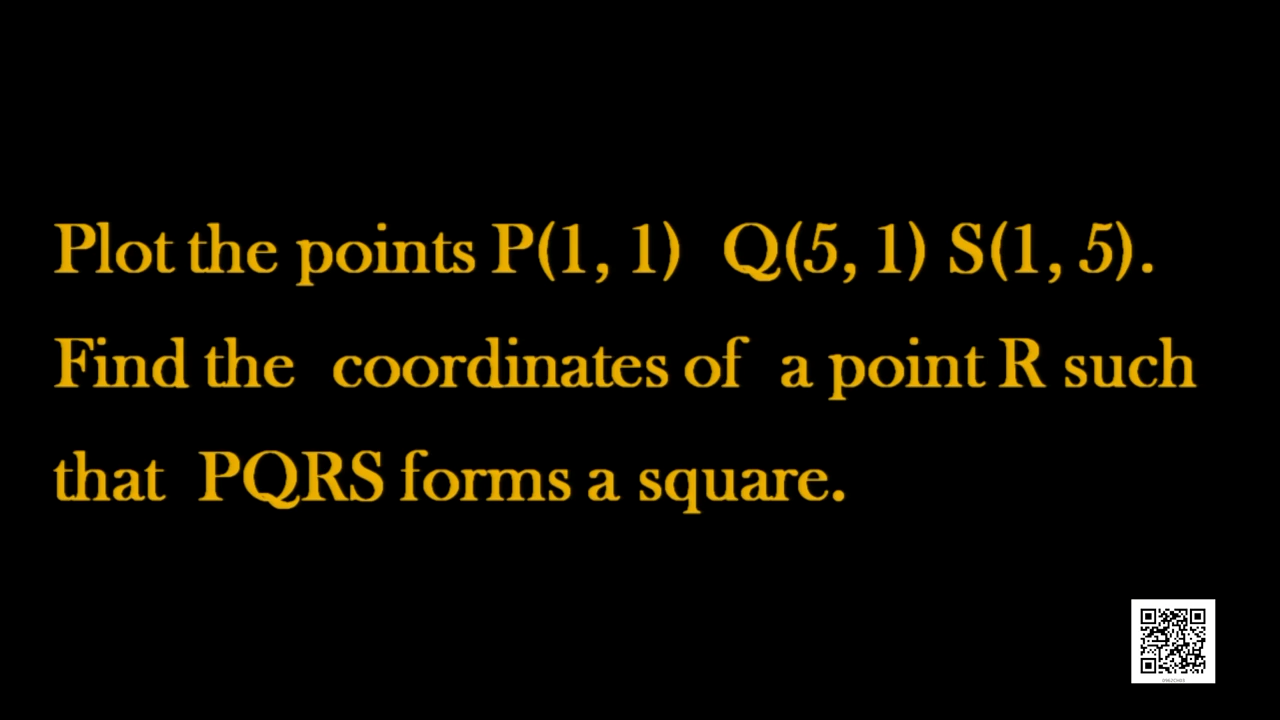 Plot the points P(1, 1) Q(5, 1) S(1, 5).
Find the coordinates of a point R such
that PQRS forms a square.